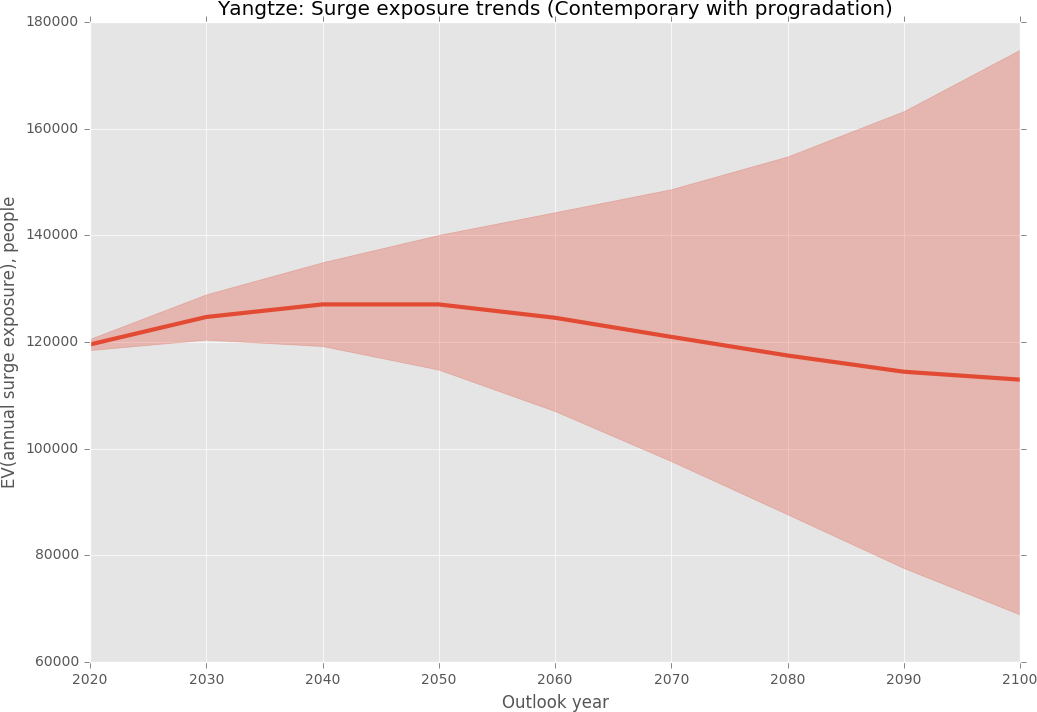 Yangtze: Surge exposure trends (Contemporary with progradation)
180000
160000
140000
120000
100000
80000
60000
EV(annual surge exposure), people
2020 2030 2040 2050 2060 2070 2080 2090 2100
Outlook year